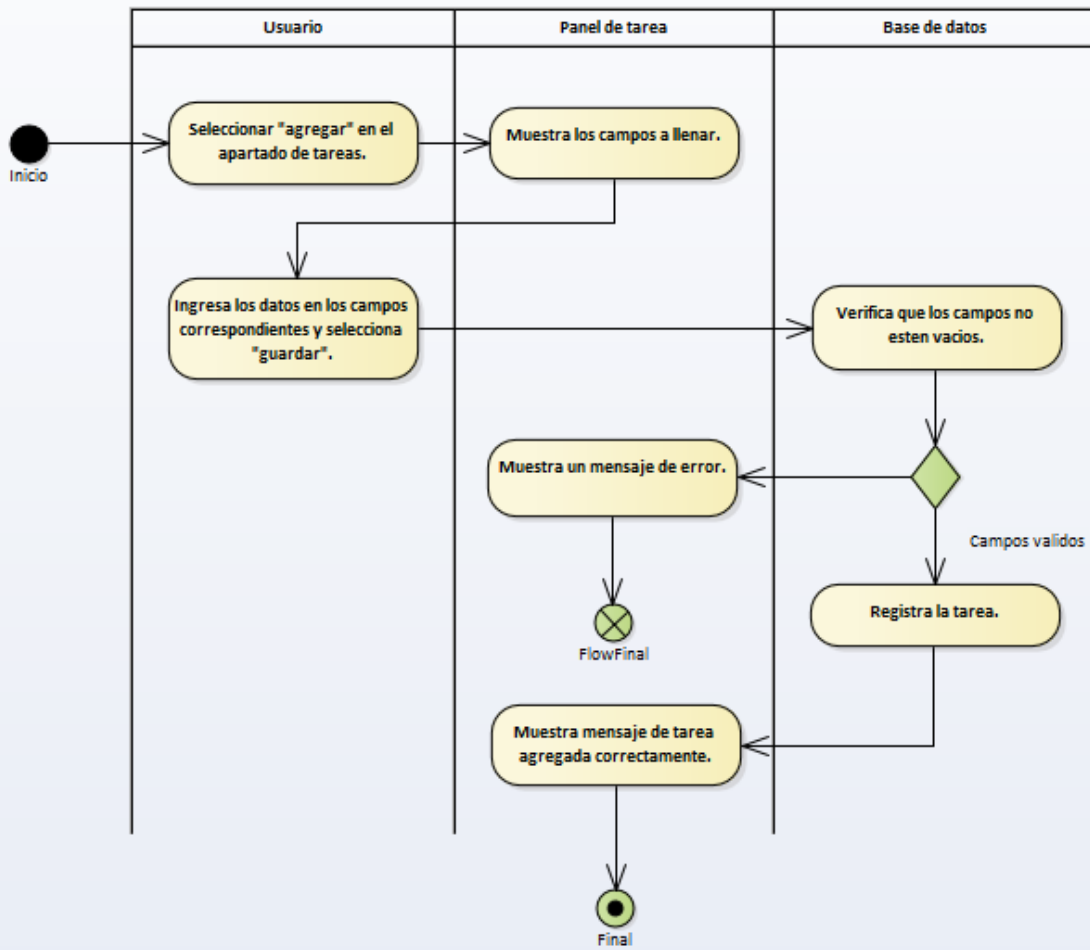 Usuario
Panel de tarea
Base de datos
Seleccionar "agregar" en el
apartado de tareas.
Muestra los campos a llenar.
Inicio
Ingresa los datos en los campos
correspondientes y selecciona
"guardar".
Verifica que los campos no
esten vacios.
Muestra un mensaje de error.
Campos validos
Registra la tarea.
FlowFinal
Muestra mensaje de tarea
agregada correctamente.
Final